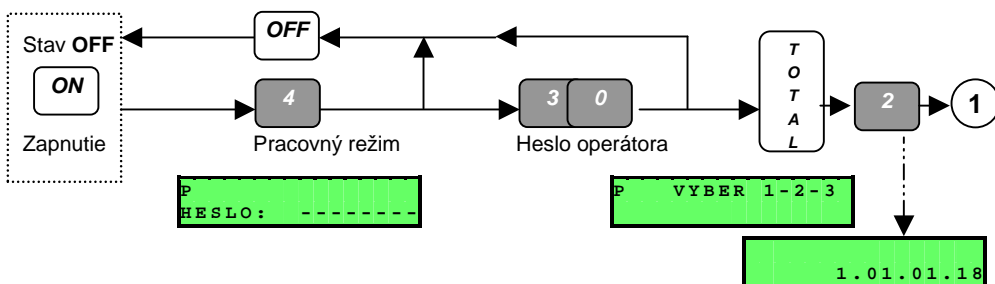 Stav OFF
ON
Zapnutie
OFF
4
Pracovný režim
3 0
Heslo operátora
TOTAL
2
1
P
HESLO: --------
P VYBER 1-2-3
1.01.01.18